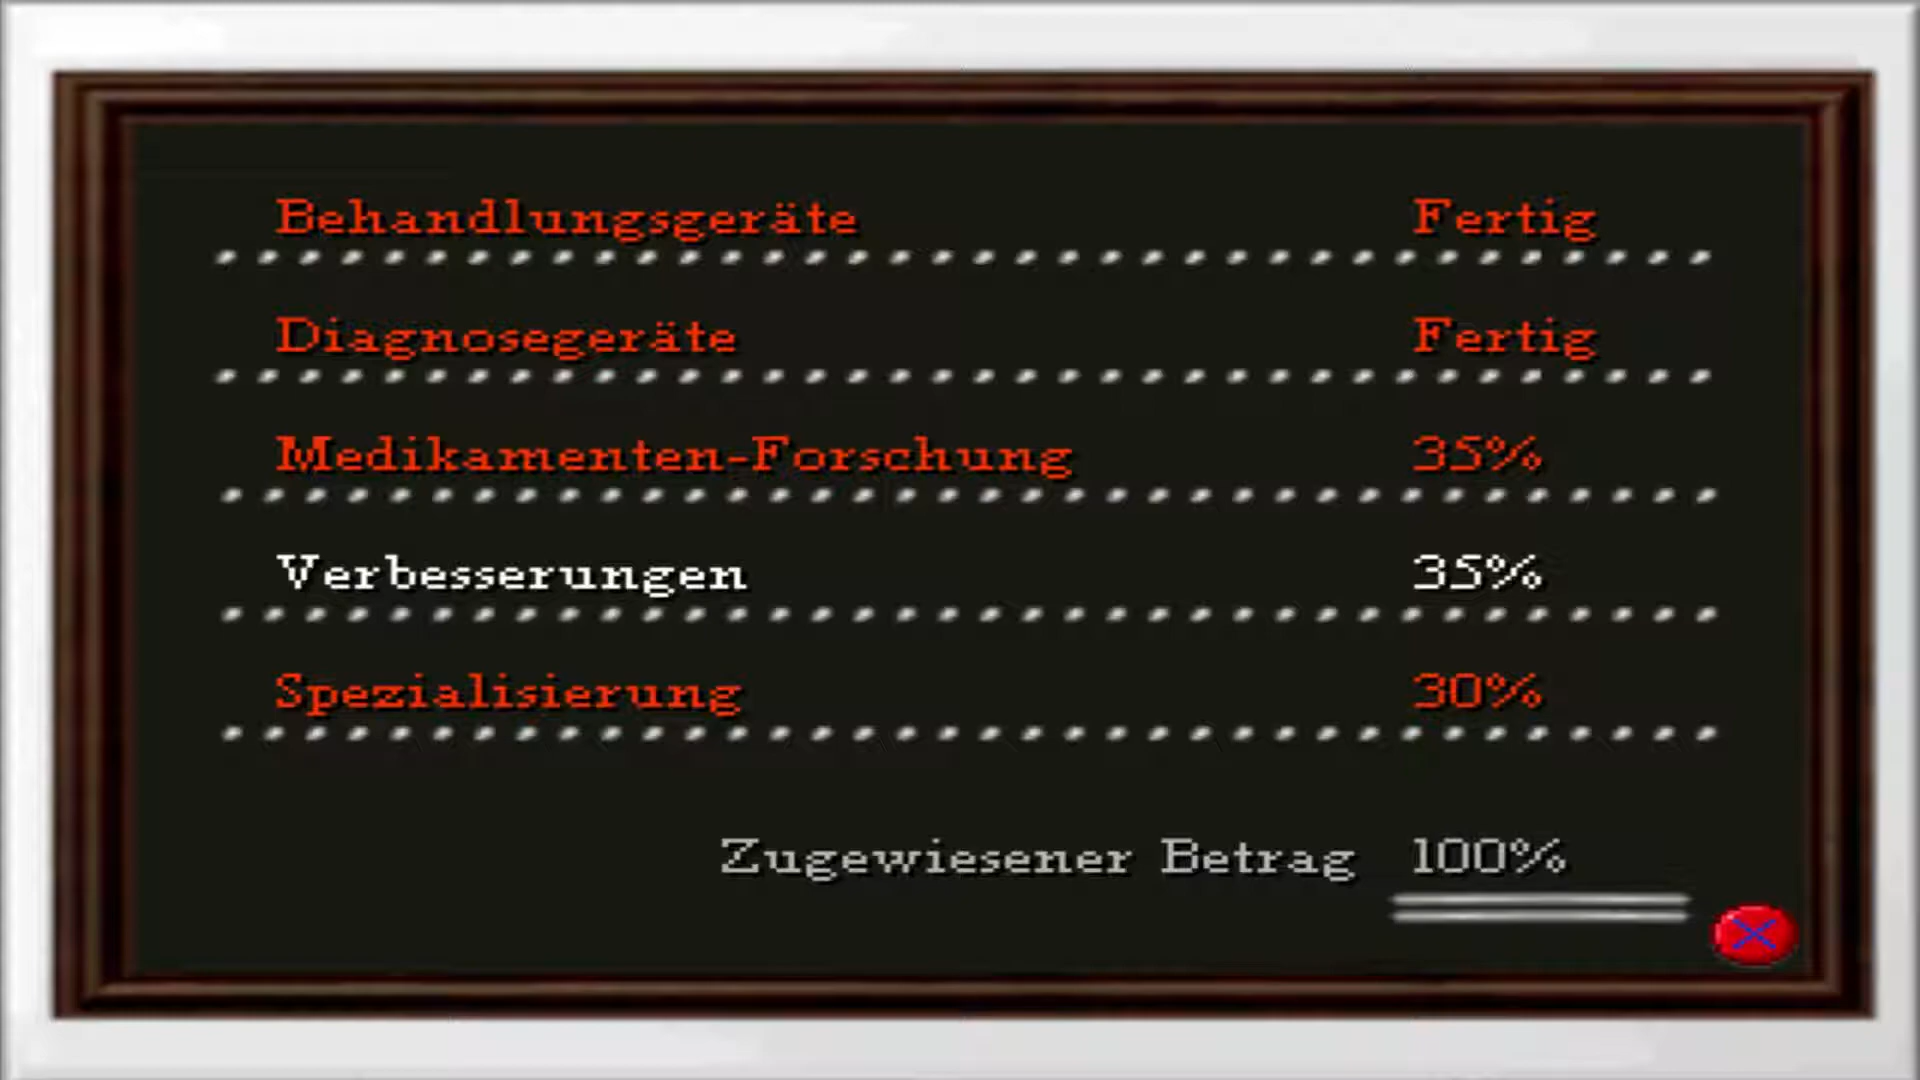 Behandlungsgeräte Fertig
Diagnosegeräte Fertig
Medikamenten-Forschung 35%
Verbesserungen 35%
Spezialisierung 30%
Zugewiesener Betrag 100%